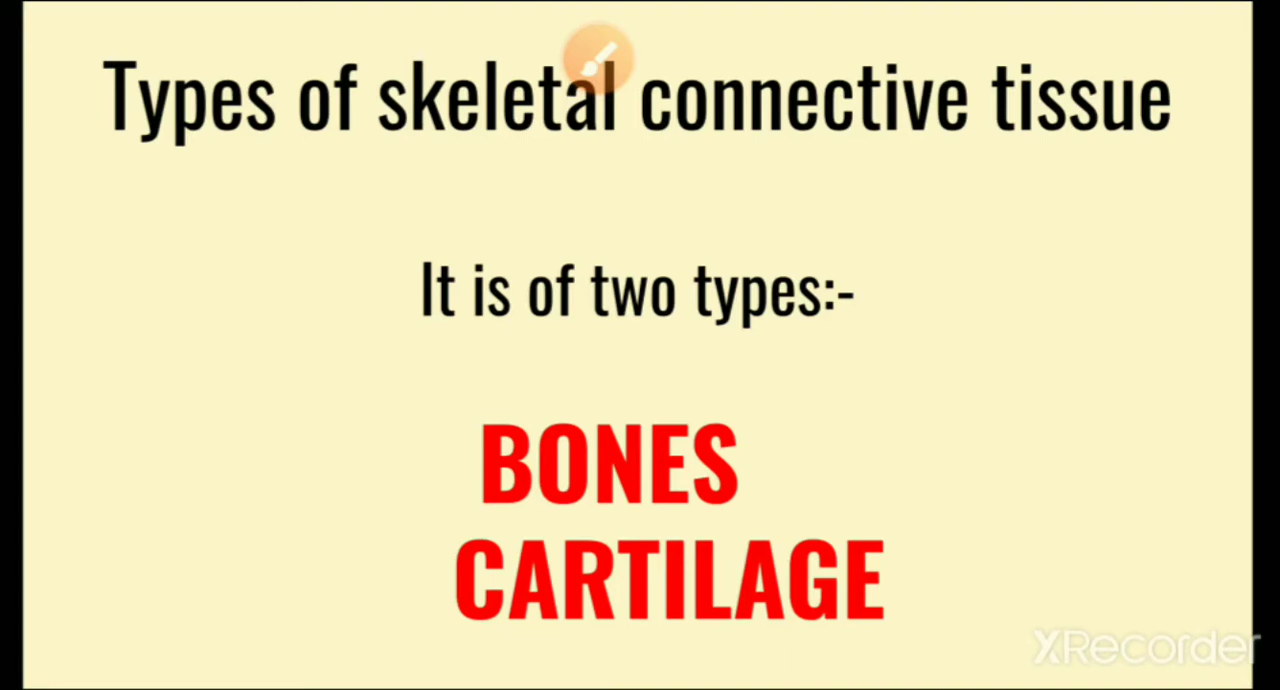 Types of skeletal connective tissue
It is of two types:-
BONES
CARTILAGE
XRecorder